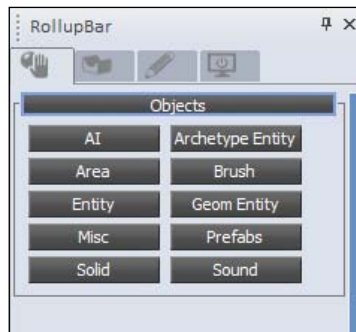 RollupBar
Objects
AI Archetype Entity
Area Brush
Entity Geom Entity
Misc Prefabs
Solid Sound